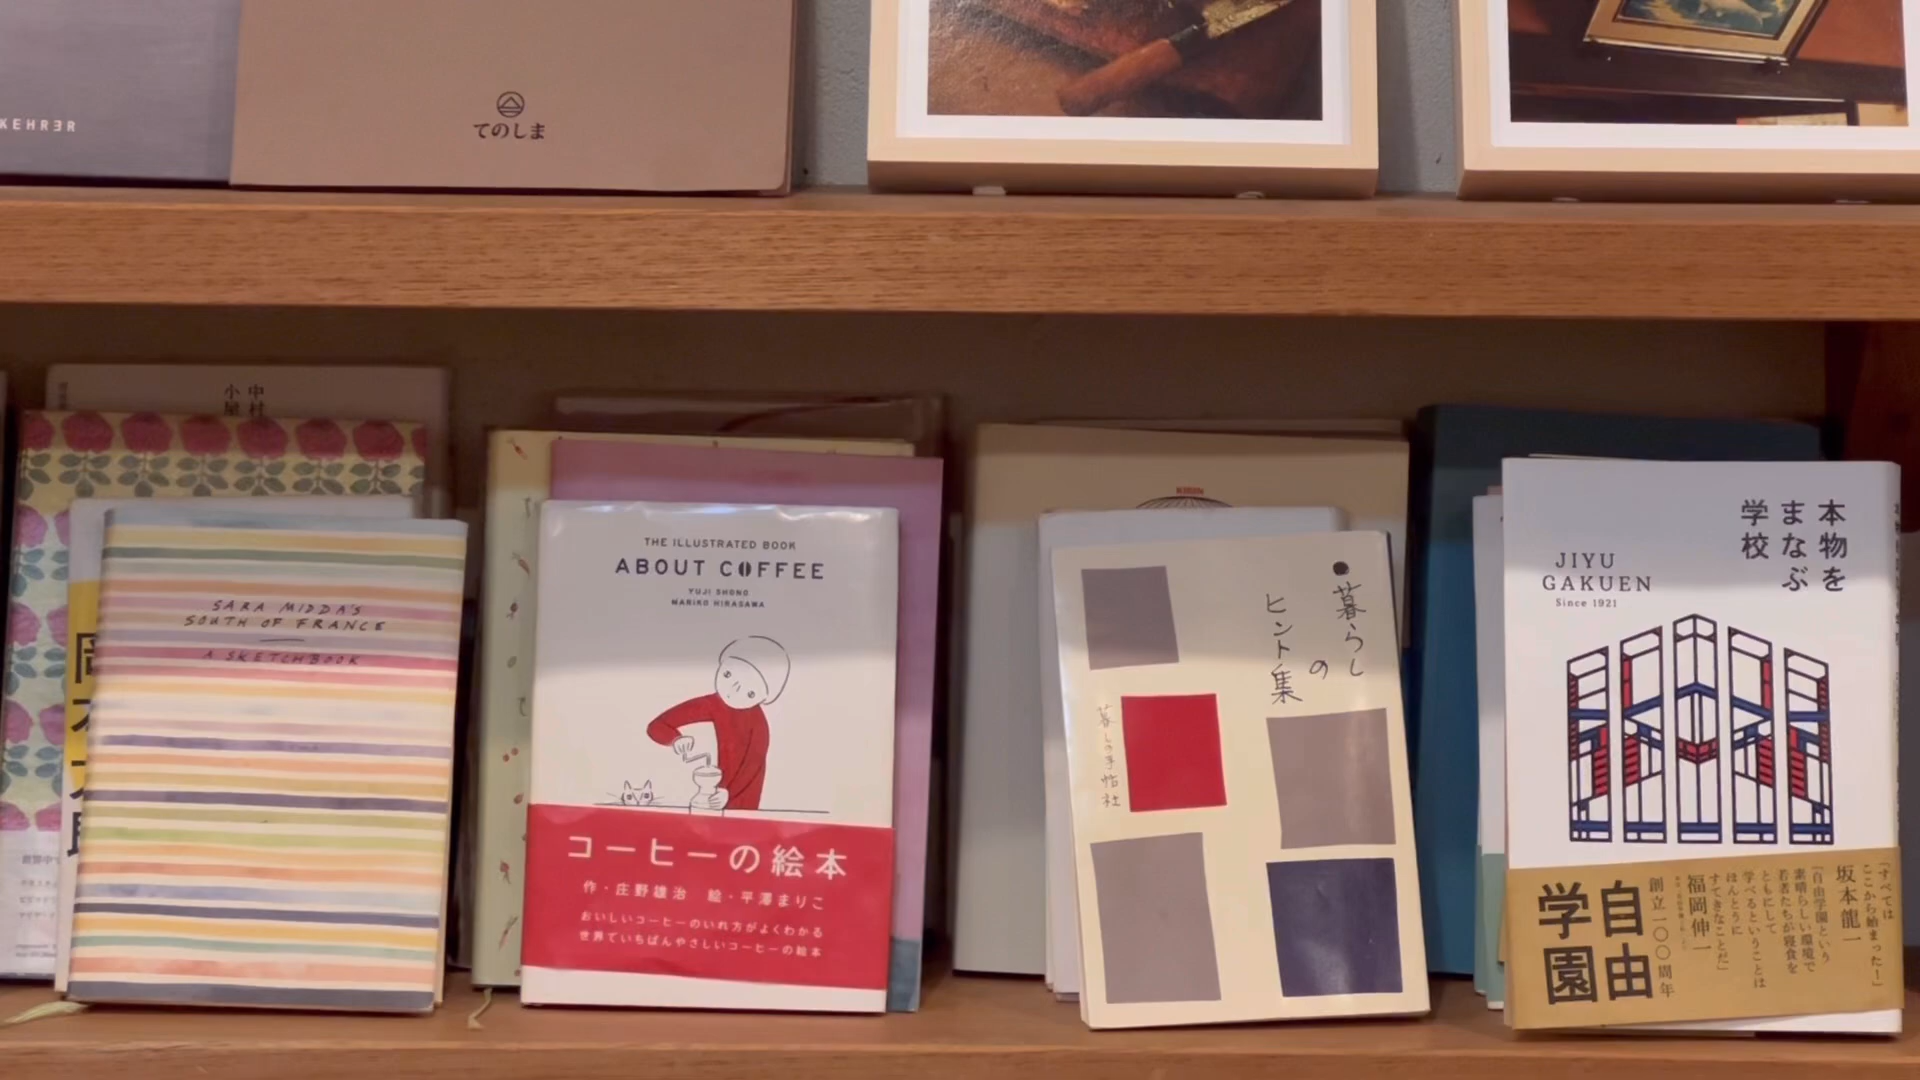 KEHRER
てのしま
中村
小屋
SARA MIDDA'S
SOUTH OF FRANCE
A SKETCHBOOK
THE ILLUSTRATED BOOK
ABOUT COFFEE
YUJI SHONO
MARIKO HIRASAWA
コーヒーの絵本
作・庄野雄治 絵・平澤まりこ
おいしいコーヒーのいれ方がよくわかる
世界でいちばんやさしいコーヒーの絵本
KIRIN
暮らし
の
ヒント集
暮しの手帖社
本物を
まなぶ
学校
JIYU
GAKUEN
Since 1921
「すべては
ここから始まった!」
坂本龍一
「自由学園という
素晴らしい環境で
若者たちが寝食を
ともにして
学べるということは
ほんとうに
すてきなことだ」
福岡伸一
創立一〇〇周年
自由
学園